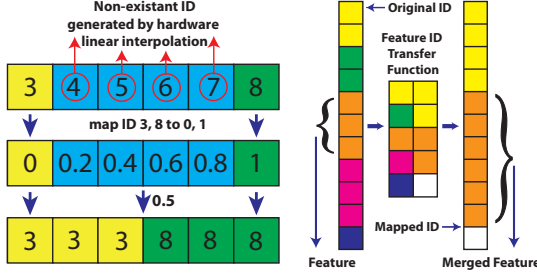 Non-existant ID
generated by hardware
linear interpolation
3 4 5 6 7 8
map ID 3, 8 to 0, 1
0 0.2 0.4 0.6 0.8 1
0.5
3 3 3 8 8 8
Original ID
Feature ID
Transfer
Function
Mapped ID
Feature
Merged Feature